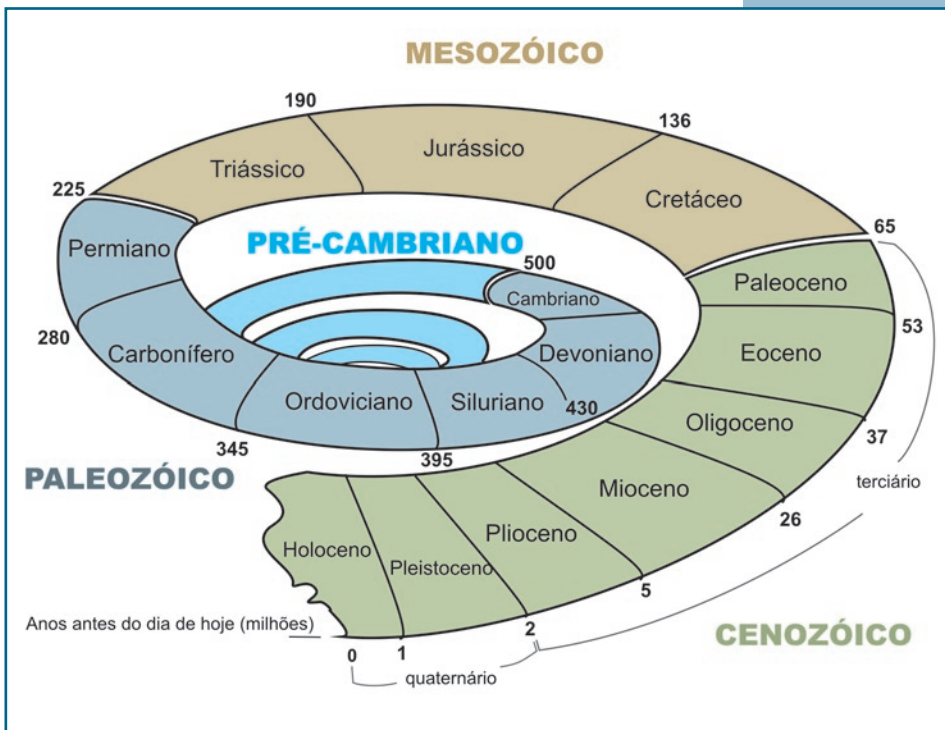 MESOZÓICO
190
136
Jurássico
Triássico
225
Cretáceo
65
Permiano
PRÉ-CAMBRIANO
500
Cambriano
Paleoceno
280
53
Carbonífero
Devoniano
Eoceno
Ordoviciano
Siluriano
430
Oligoceno
37
345
395
PALEOZÓICO
terciário
Mioceno
26
Plioceno
Holoceno
Pleistoceno
5
Anos antes do dia de hoje (milhões)
2
CENOZÓICO
0
1
quaternário